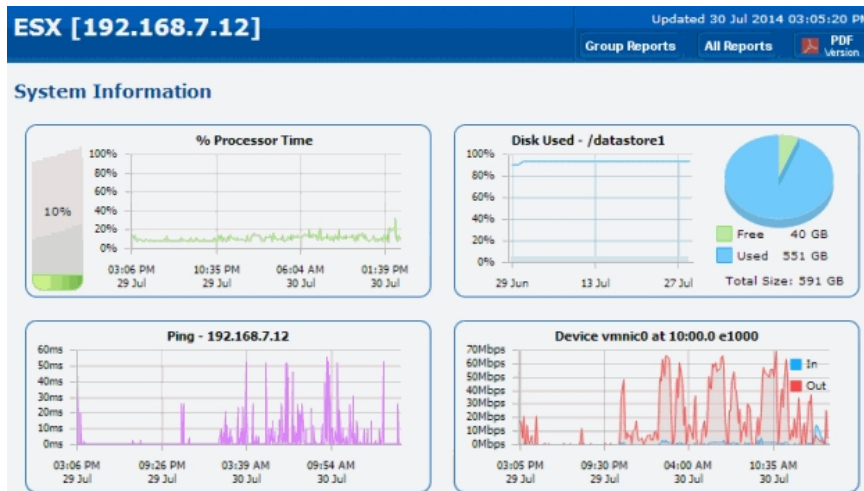 ESX [192.168.7.12]
Updated 30 Jul 2014 03:05:20 PM
Group Reports
All Reports
PDF
Version
System Information
% Processor Time
100%
80%
60%
40%
20%
0%
10%
03:06 PM
29 Jul
10:35 PM
29 Jul
06:04 AM
30 Jul
01:39 PM
30 Jul
Disk Used - /datastore1
100%
80%
60%
40%
20%
0%
29 Jun
13 Jul
27 Jul
Free 40 GB
Used 551 GB
Total Size: 591 GB
Ping - 192.168.7.12
60ms
50ms
40ms
30ms
20ms
10ms
0ms
03:06 PM
29 Jul
09:26 PM
29 Jul
03:39 AM
30 Jul
09:54 AM
30 Jul
Device vmnic0 at 10:00.0 e1000
70Mbps
60Mbps
50Mbps
40Mbps
30Mbps
20Mbps
10Mbps
0Mbps
In
Out
03:05 PM
29 Jul
09:30 PM
29 Jul
04:00 AM
30 Jul
10:35 AM
30 Jul